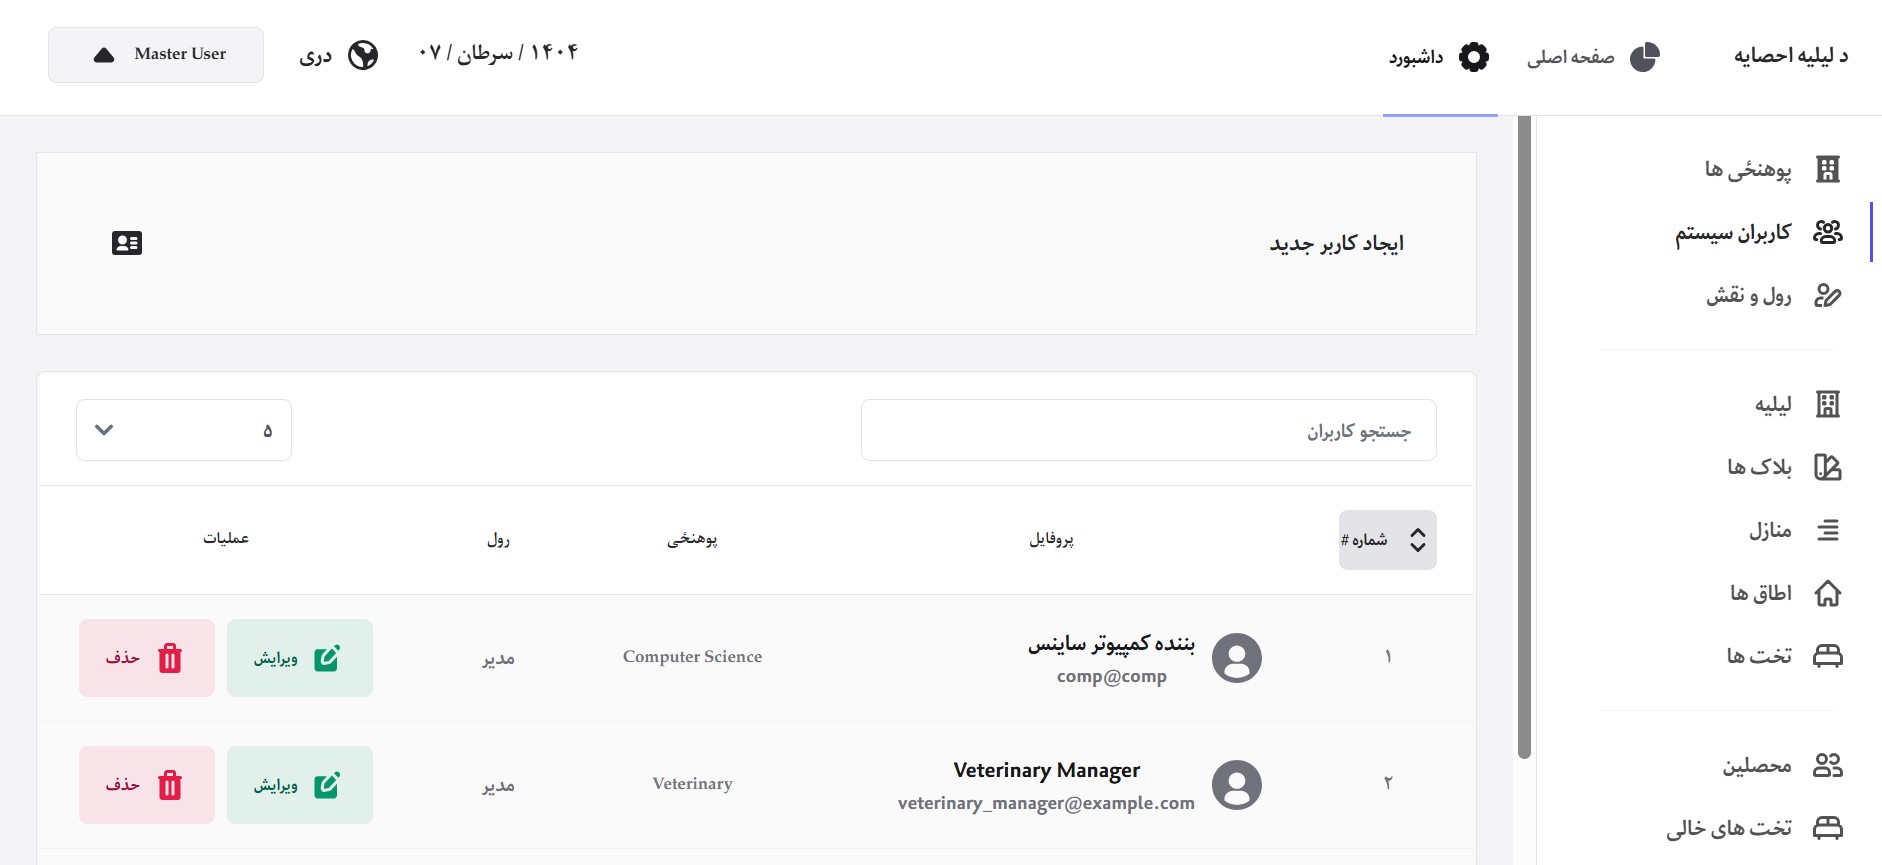 د لیلیه احصایه
صفحه اصلی
داشبورد
۱۴۰۴ / سرطان / ۰۷
دری
Master User
پوهنځی ها
کاربران سیستم
رول و نقش
لیلیه
بلاک ها
منازل
اطاق ها
تخت ها
محصلین
تخت های خالی
ایجاد کاربر جدید
جستجو کاربران
۵
شماره #
پروفایل
پوهنځی
رول
عملیات
۱
بننده کمپیوتر ساینس
comp@comp
Computer Science
مدیر
ویرایش
حذف
۲
Veterinary Manager
veterinary_manager@example.com
Veterinary
مدیر
ویرایش
حذف